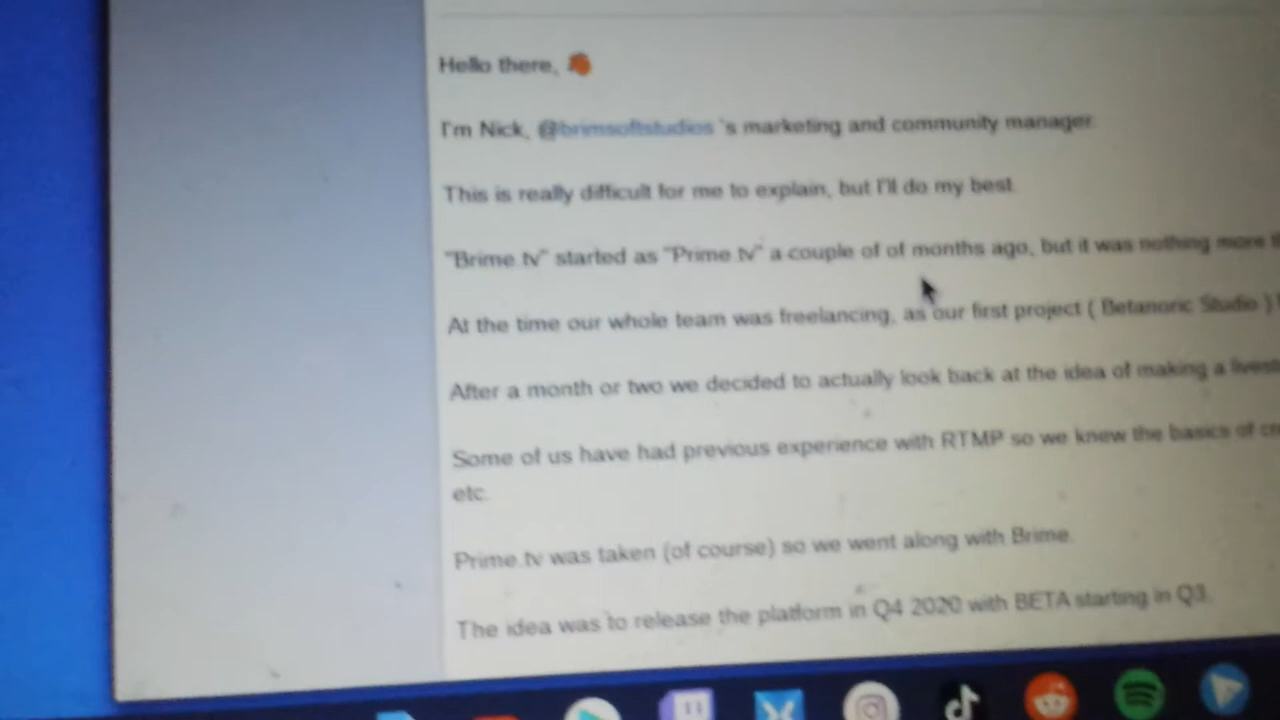 Hello there,
I'm Nick, @brimsoftstudios 's marketing and community manager.
This is really difficult for me to explain, but I'll do my best.
"Brime.tv" started as "Prime.tv" a couple of of months ago, but it was nothing more
At the time our whole team was freelancing, as our first project ( Betanoric Studio )
After a month or two we decided to actually look back at the idea of making a
Some of us have had previous experience with RTMP so we knew the basics of
etc.
Prime.tv was taken (of course) so we went along with Brime.
The idea was to release the platform in Q4 2020 with BETA starting in Q3.